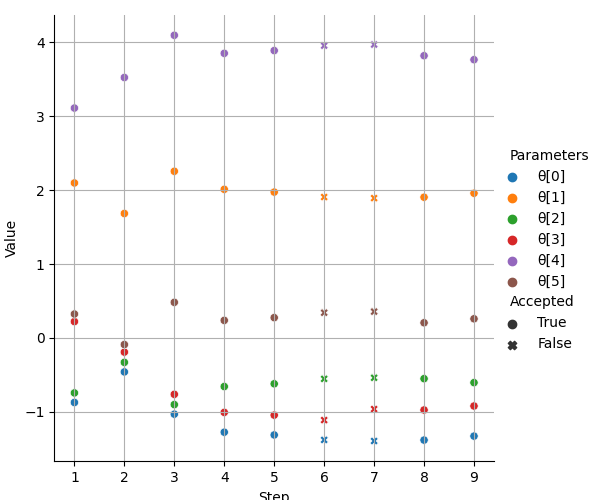 4
3
2
1
0
−1
Value
1 2 3 4 5 6 7 8 9
Step
Parameters
θ[0]
θ[1]
θ[2]
θ[3]
θ[4]
θ[5]
Accepted
True
False